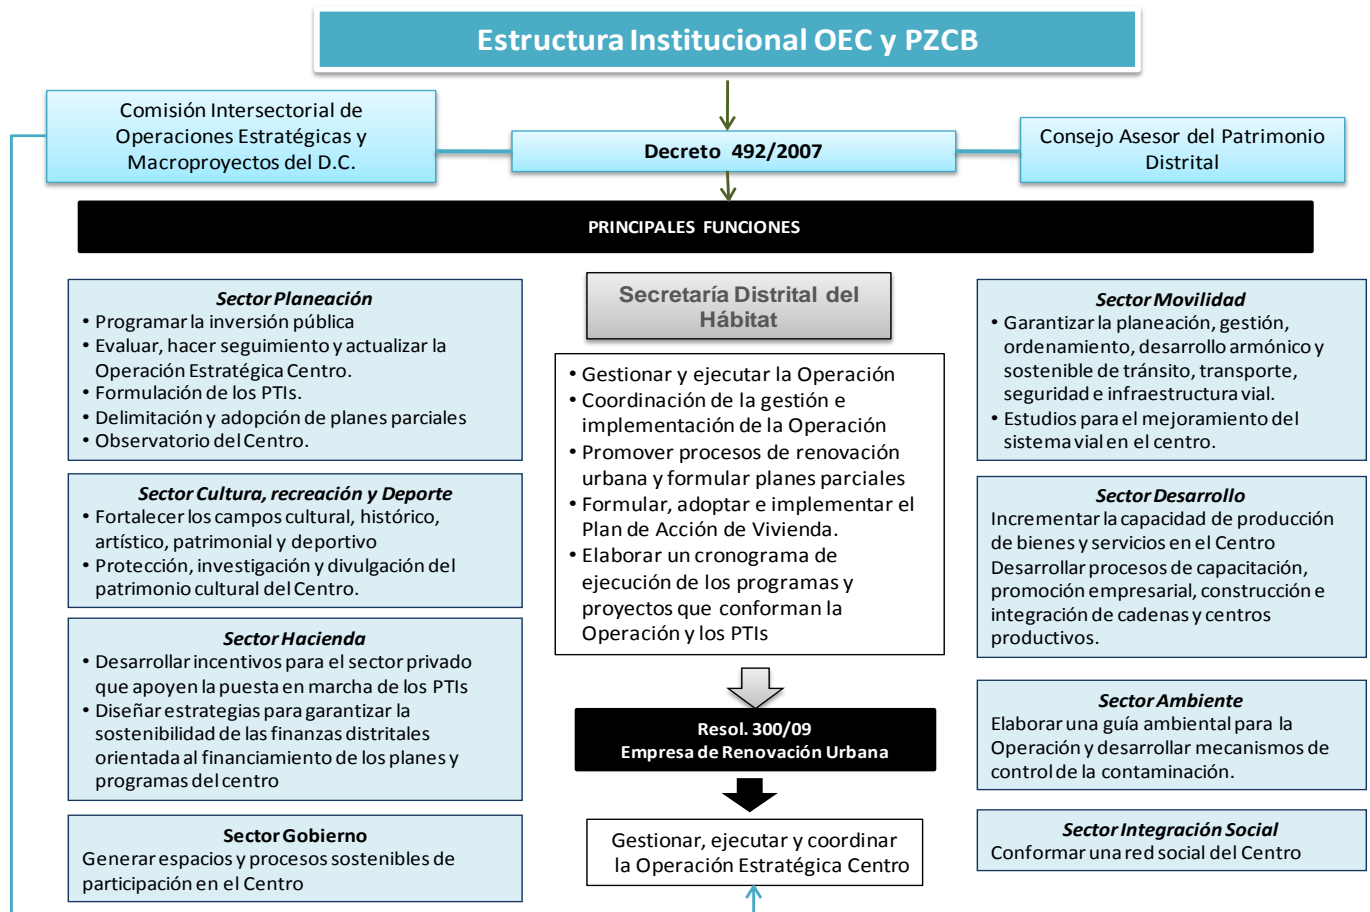 Estructura Institucional OEC y PZCB
Comisión Intersectorial de
Operaciones Estratégicas y
Macroproyectos del D.C.
Decreto 492/2007
Consejo Asesor del Patrimonio
Distrital
PRINCIPALES FUNCIONES
Sector Planeación
• Programar la inversión pública
• Evaluar, hacer seguimiento y actualizar la
Operación Estratégica Centro.
• Formulación de los PTIs.
• Delimitación y adopción de planes parciales
• Observatorio del Centro.
Sector Cultura, recreación y Deporte
• Fortalecer los campos cultural, histórico,
artístico, patrimonial y deportivo
• Protección, investigación y divulgación del
patrimonio cultural del Centro.
Sector Hacienda
• Desarrollar incentivos para el sector privado
que apoyen la puesta en marcha de los PTIs
• Diseñar estrategias para garantizar la
sostenibilidad de las finanzas distritales
orientada al financiamiento de los planes y
programas del centro
Sector Gobierno
Generar espacios y procesos sostenibles de
participación en el Centro
Secretaría Distrital del
Hábitat
• Gestionar y ejecutar la Operación
• Coordinación de la gestión e
implementación de la Operación
• Promover procesos de renovación
urbana y formular planes parciales
• Formular, adoptar e implementar el
Plan de Acción de Vivienda.
• Elaborar un cronograma de
ejecución de los programas y
proyectos que conforman la
Operación y los PTIs
Resol. 300/09
Empresa de Renovación Urbana
Gestionar, ejecutar y coordinar
la Operación Estratégica Centro
Sector Movilidad
• Garantizar la planeación, gestión,
ordenamiento, desarrollo armónico y
sostenible de tránsito, transporte,
seguridad e infraestructura vial.
• Estudios para el mejoramiento del
sistema vial en el centro.
Sector Desarrollo
Incrementar la capacidad de producción
de bienes y servicios en el Centro
Desarrollar procesos de capacitación,
promoción empresarial, construcción e
integración de cadenas y centros
productivos.
Sector Ambiente
Elaborar una guía ambiental para la
Operación y desarrollar mecanismos de
control de la contaminación.
Sector Integración Social
Conformar una red social del Centro